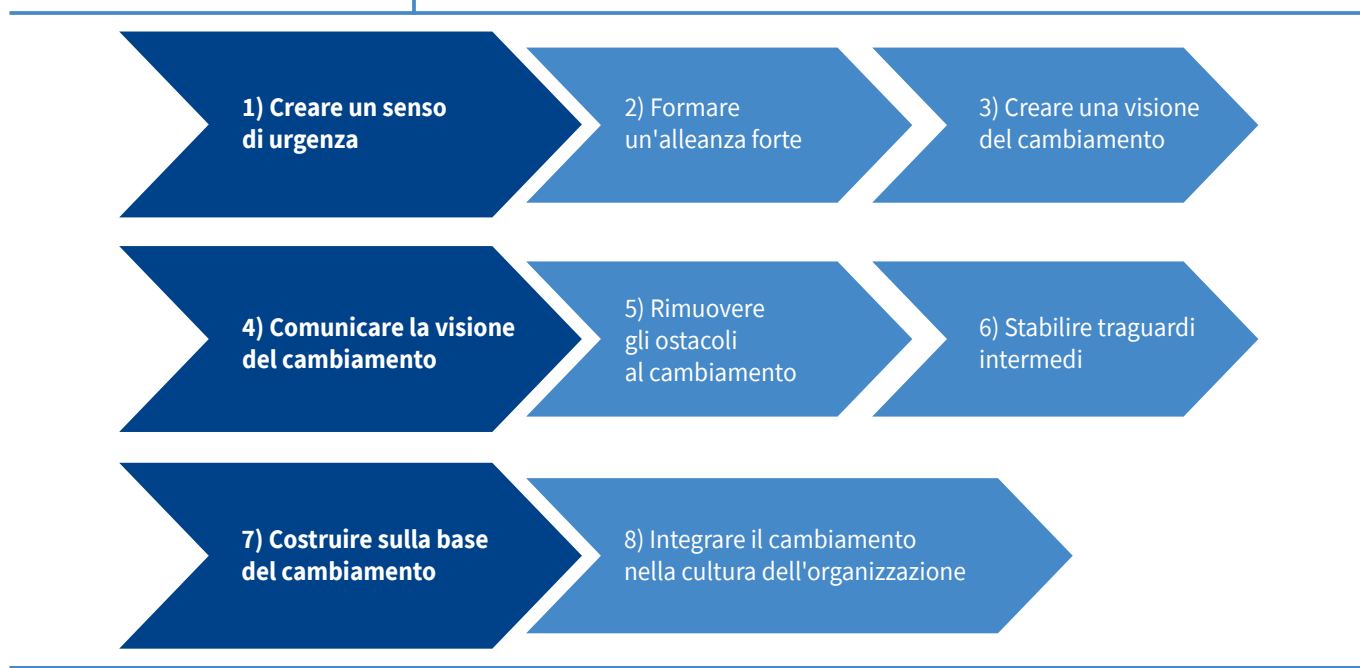 1) Creare un senso
di urgenza
2) Formare
un'alleanza forte
3) Creare una visione
del cambiamento
4) Comunicare la visione
del cambiamento
5) Rimuovere
gli ostacoli
al cambiamento
6) Stabilire traguardi
intermedi
7) Costruire sulla base
del cambiamento
8) Integrare il cambiamento
nella cultura dell'organizzazione